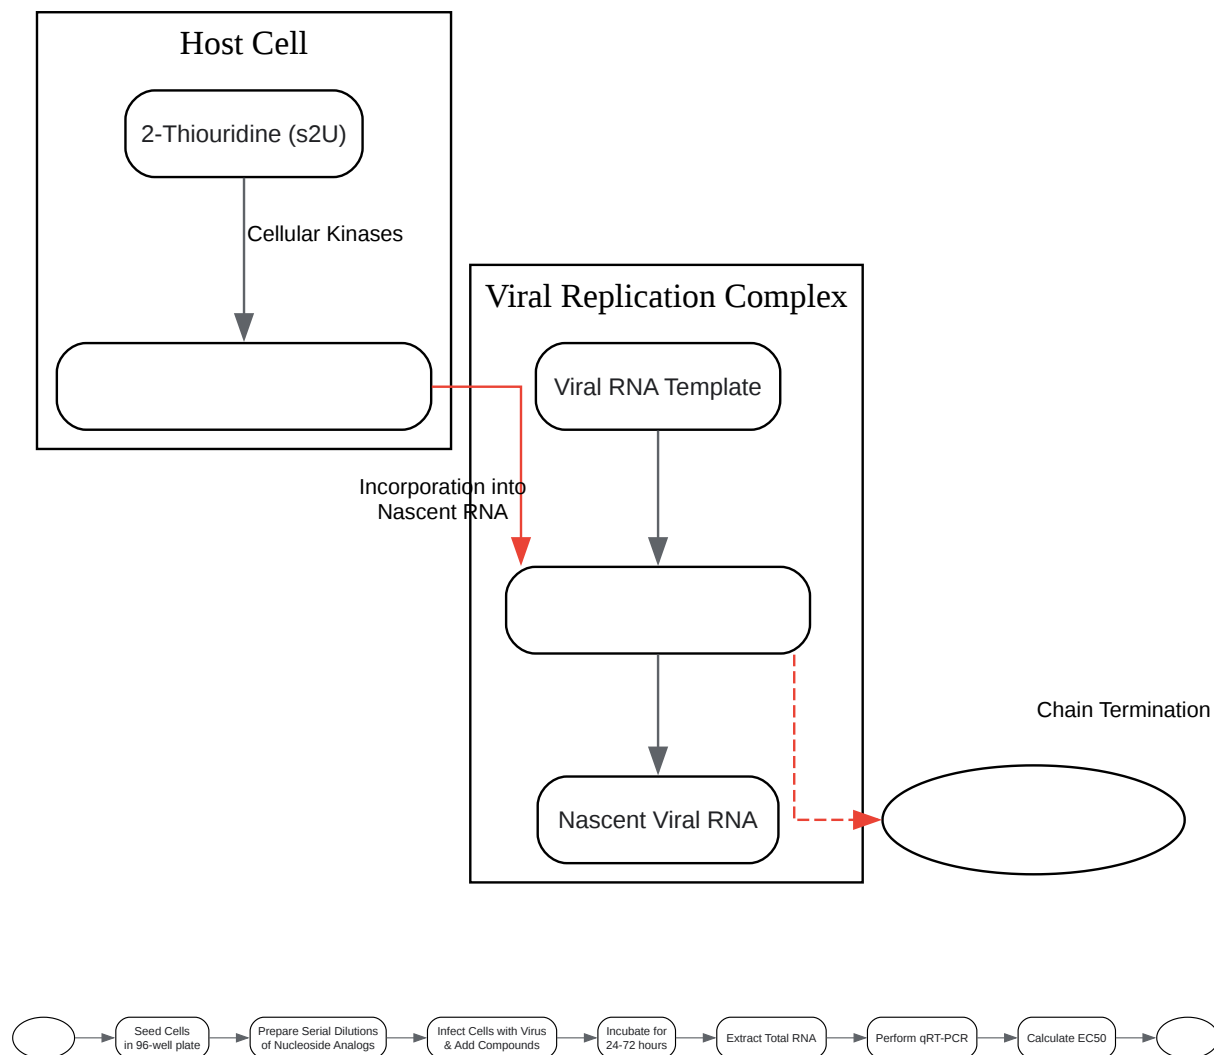 Host Cell
2-Thiouridine (s2U)
Cellular Kinases
Viral Replication Complex
Viral RNA Template
Incorporation into
Nascent RNA
Chain Termination
Nascent Viral RNA
Seed Cells
in 96-well plate
Prepare Serial Dilutions
of Nucleoside Analogs
Infect Cells with Virus
& Add Compounds
Incubate for
24-72 hours
Extract Total RNA
Perform qRT-PCR
Calculate EC50